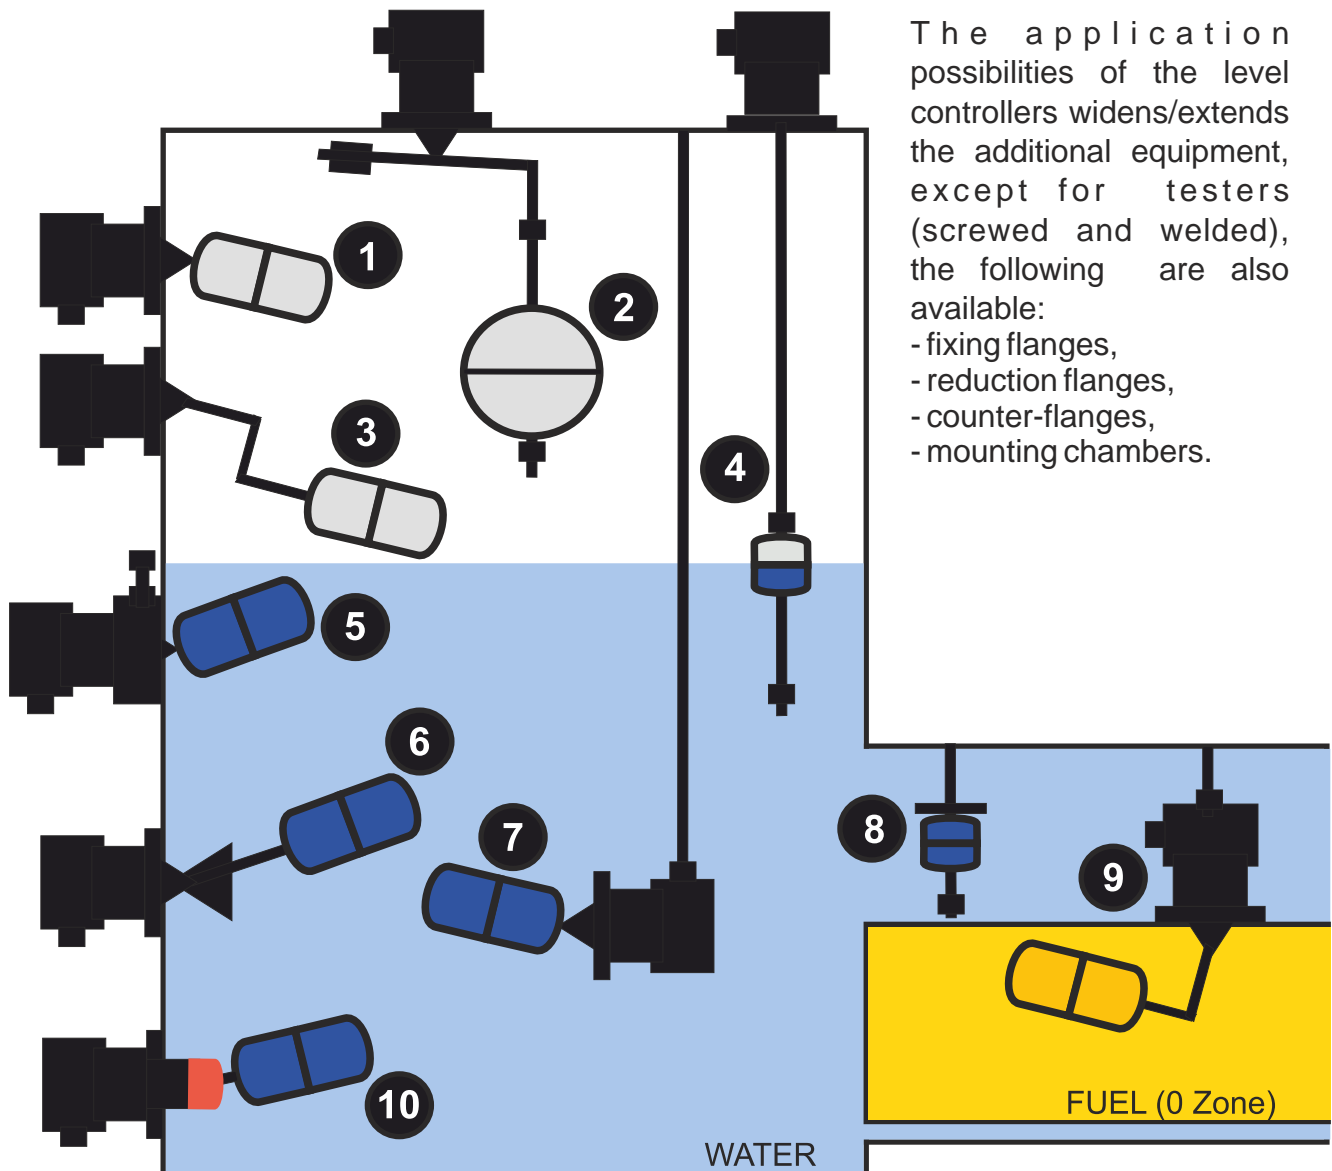 The application
possibilities of the level
controllers widens/extends
the additional equipment,
except for testers
(screwed and welded),
the following are also
available:
- fixing flanges,
- reduction flanges,
- counter-flanges,
- mounting chambers.
1
2
3
4
5
6
7
8
9
10
FUEL (0 Zone)
WATER